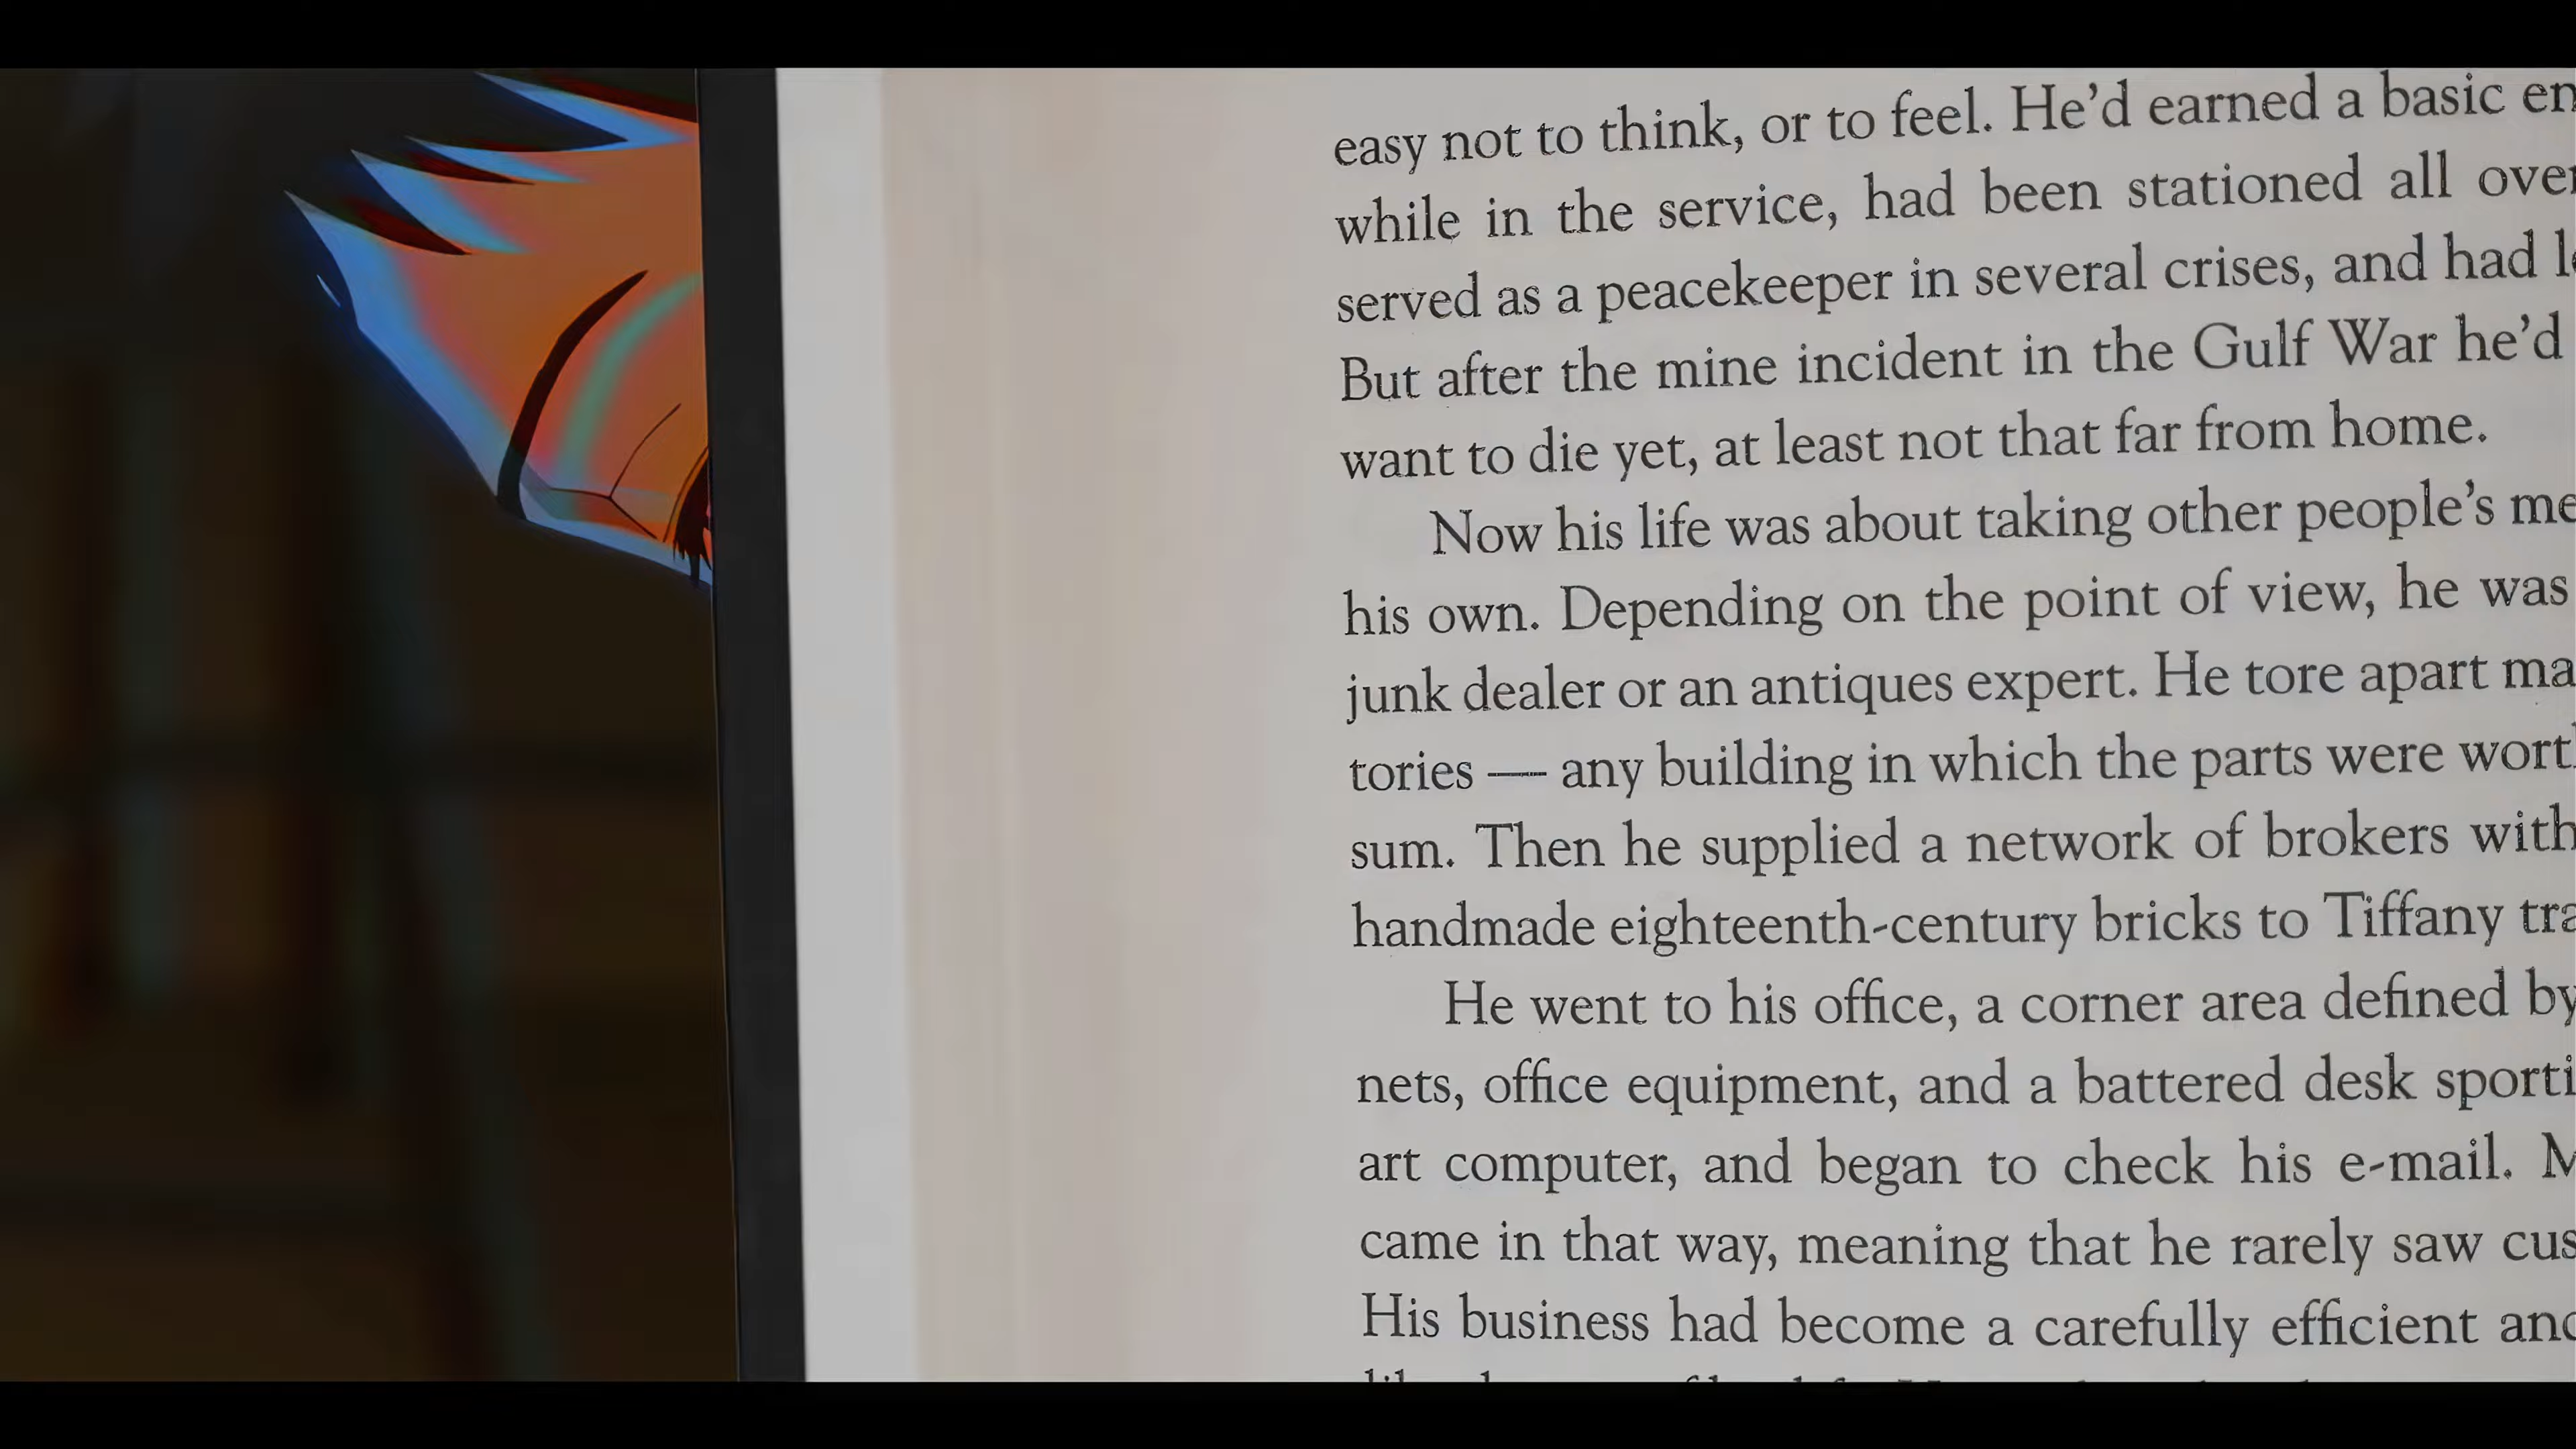 easy not to think, or to feel. He’d earned a basic en
while in the service, had been stationed all over
served as a peacekeeper in several crises, and had l
But after the mine incident in the Gulf War he’d
want to die yet, at least not that far from home.
Now his life was about taking other people’s me
his own. Depending on the point of view, he was
junk dealer or an antiques expert. He tore apart ma
tories — any building in which the parts were wort
sum. Then he supplied a network of brokers with
handmade eighteenth-century bricks to Tiffany tra
He went to his office, a corner area defined by
nets, office equipment, and a battered desk sporti
art computer, and began to check his e-mail. M
came in that way, meaning that he rarely saw cus
His business had become a carefully efficient and